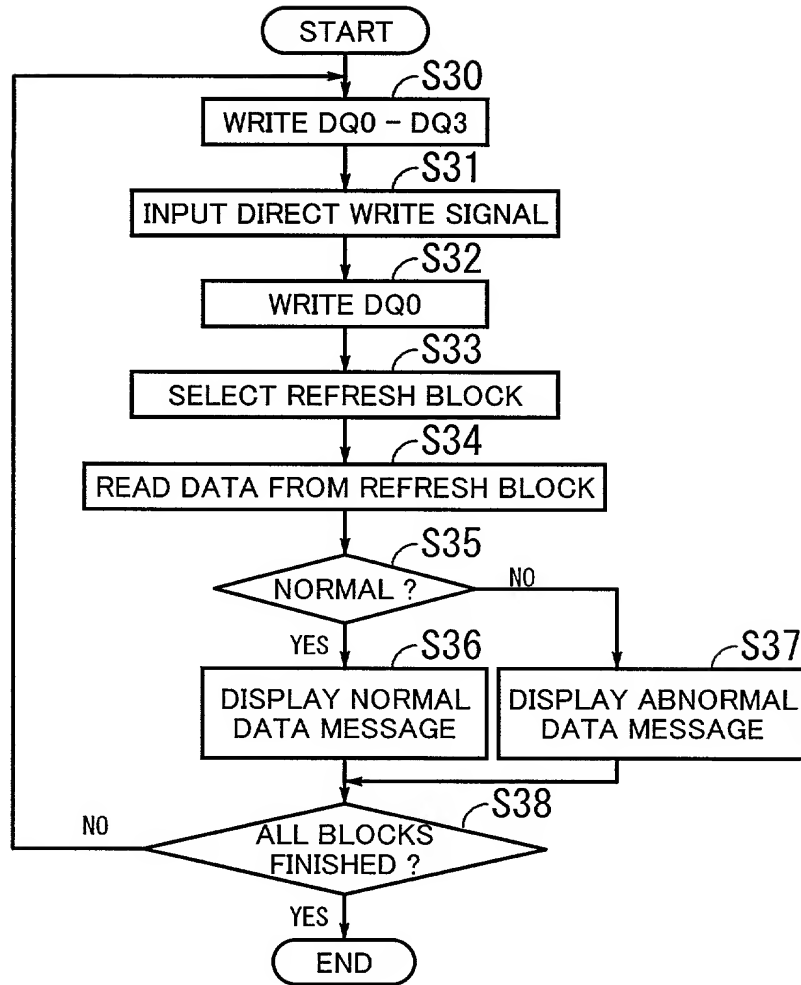 START
S30
WRITE DQ0 - DQ3
S31
INPUT DIRECT WRITE SIGNAL
S32
WRITE DQ0
S33
SELECT REFRESH BLOCK
S34
READ DATA FROM REFRESH BLOCK
S35
NORMAL ?
NO
YES
S36
DISPLAY NORMAL
DATA MESSAGE
S37
DISPLAY ABNORMAL
DATA MESSAGE
S38
ALL BLOCKS
FINISHED ?
NO
YES
END